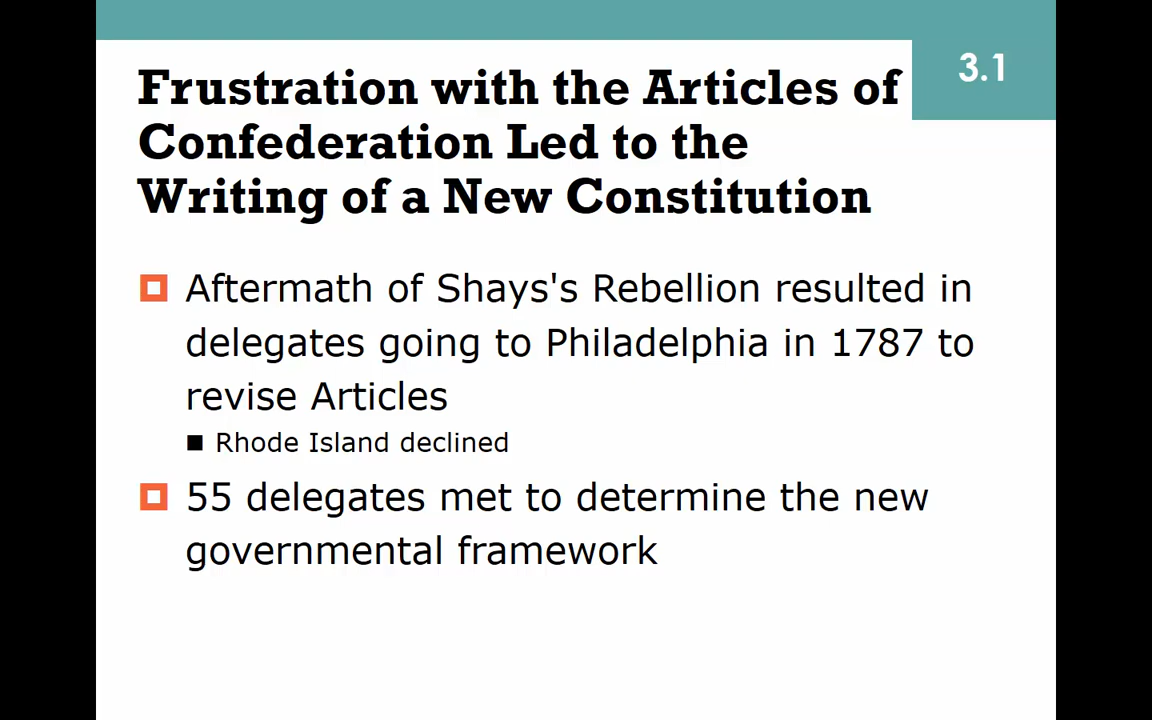 3.1
Frustration with the Articles of
Confederation Led to the
Writing of a New Constitution
Aftermath of Shays's Rebellion resulted in
delegates going to Philadelphia in 1787 to
revise Articles
Rhode Island declined
55 delegates met to determine the new
governmental framework